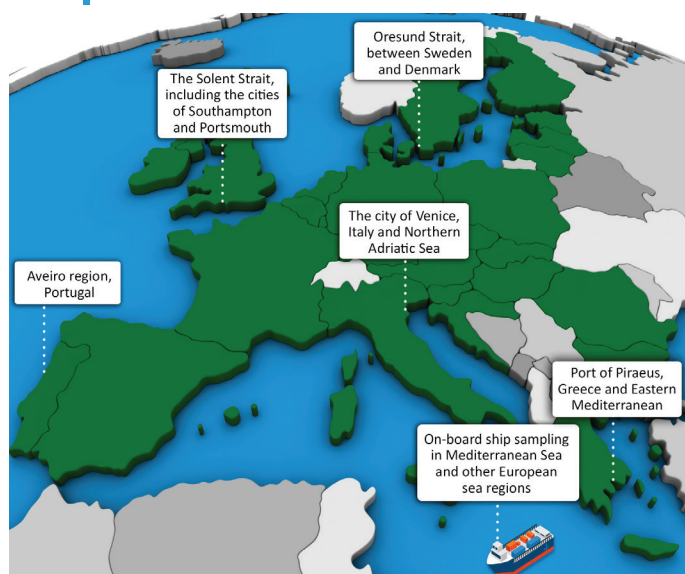 Oresund Strait,
between Sweden
and Denmark
The Solent Strait,
including the cities
of Southampton
and Portsmouth
The city of Venice,
Italy and Northern
Adriatic Sea
Aveiro region,
Portugal
Port of Piraeus,
Greece and Eastern
Mediterranean
On-board ship sampling
in Mediterranean Sea
and other European
sea regions